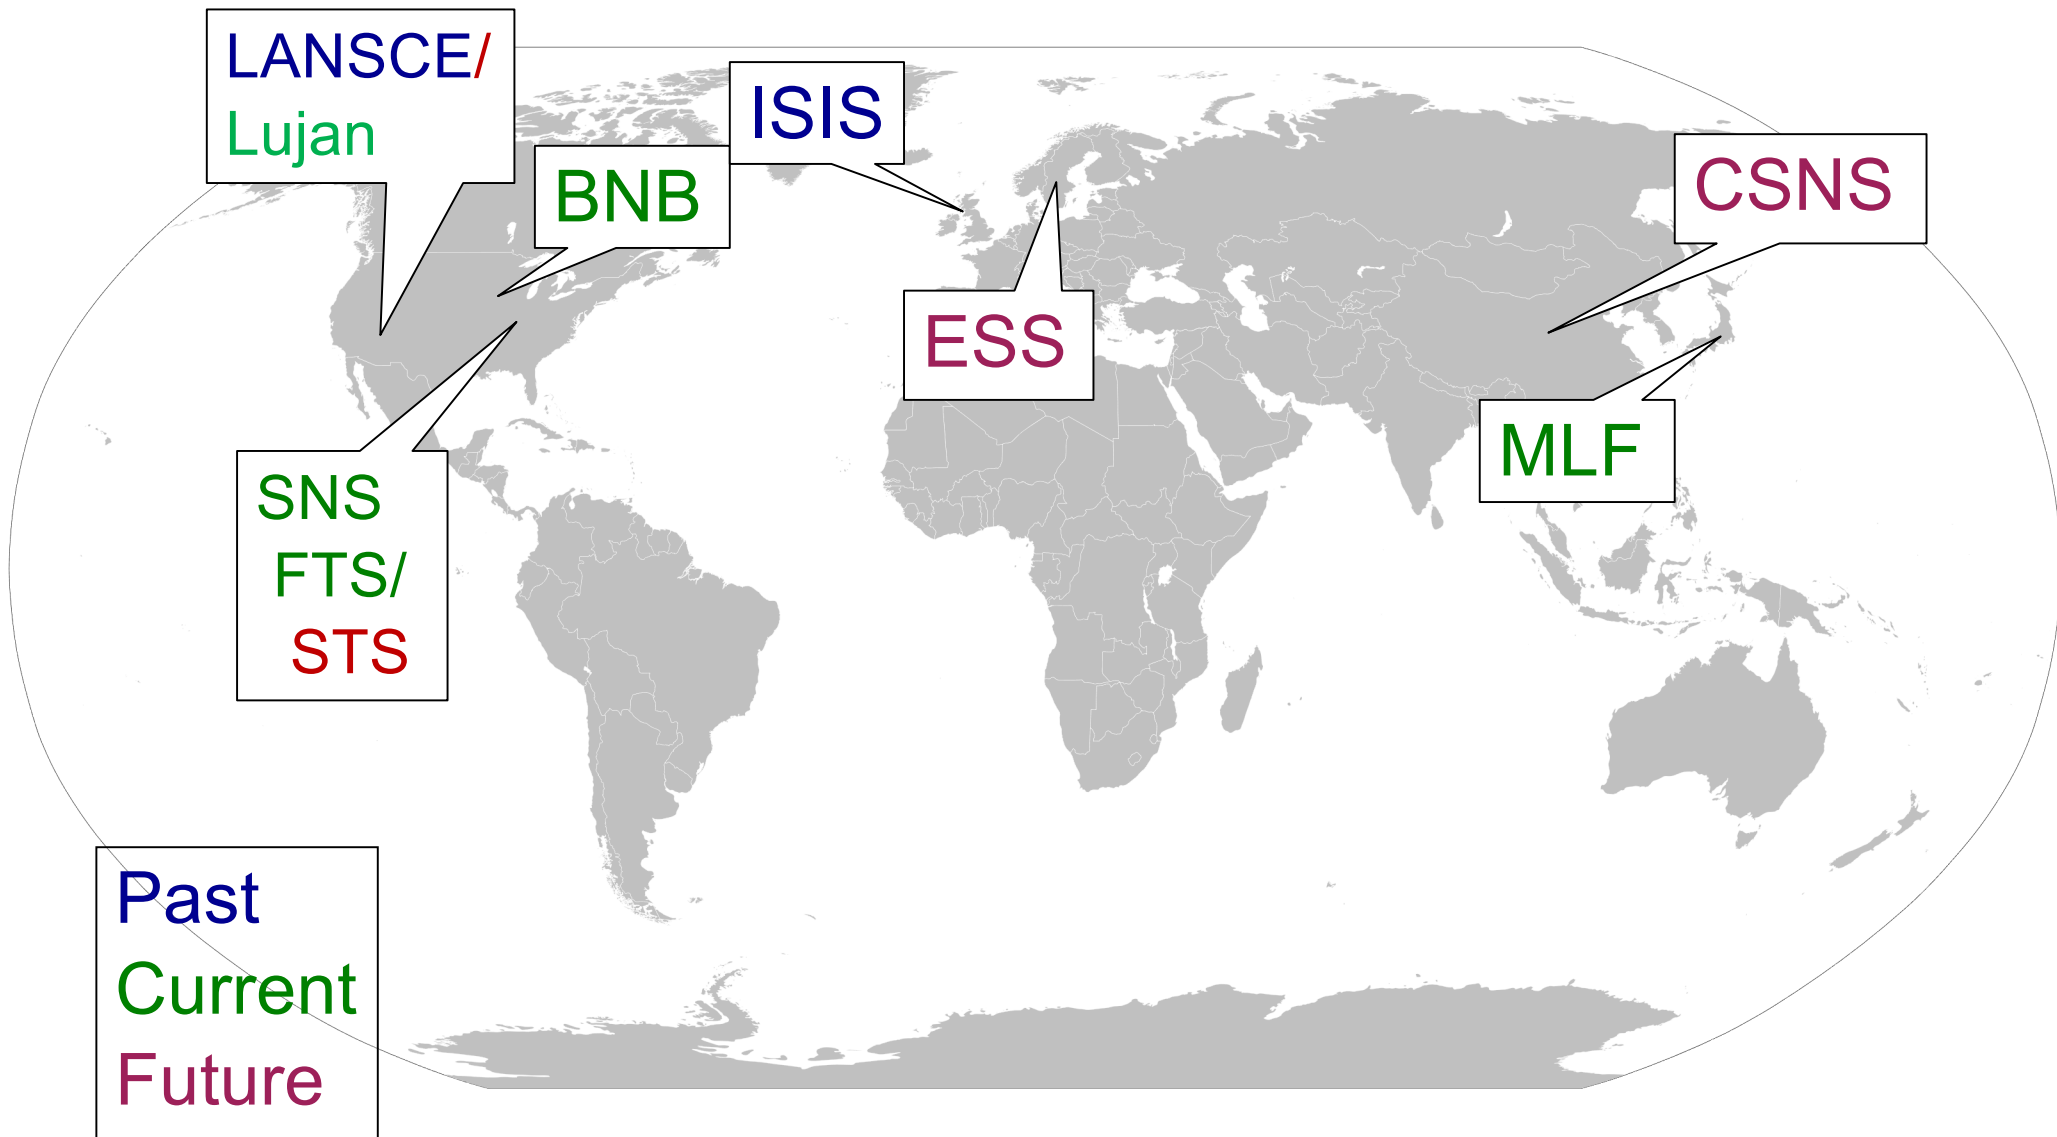 LANSCE/
Lujan
BNB
ISIS
CSNS
ESS
MLF
SNS
FTS/
STS
Past
Current
Future